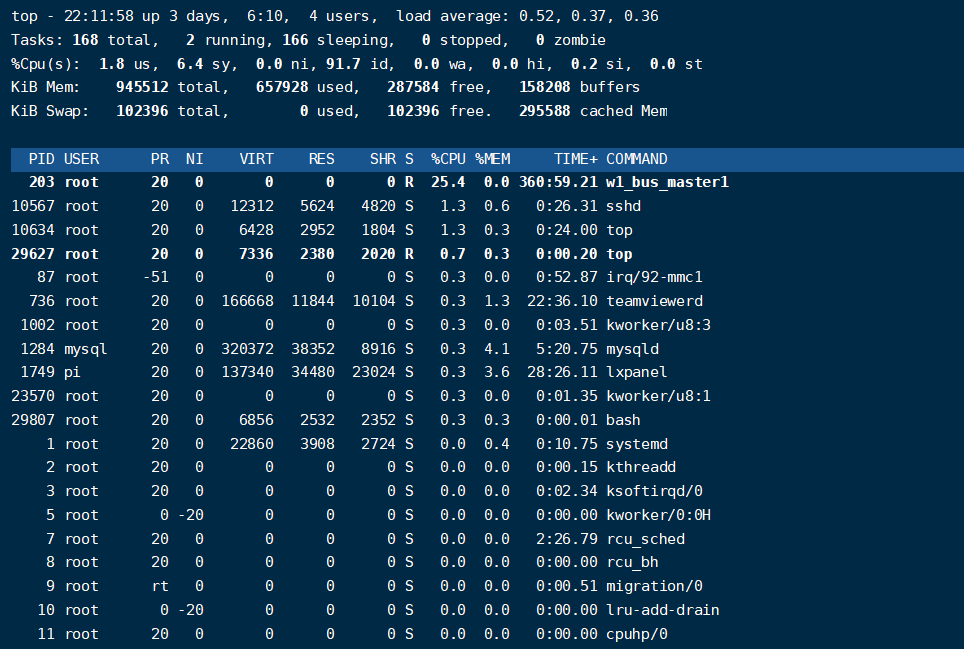 top - 22:11:58 up 3 days,  6:10,  4 users,  load average: 0.52, 0.37, 0.36
Tasks: 168 total,   2 running, 166 sleeping,   0 stopped,   0 zombie
%Cpu(s):  1.8 us,  6.4 sy,  0.0 ni, 91.7 id,  0.0 wa,  0.0 hi,  0.2 si,  0.0 st
KiB Mem:    945512 total,   657928 used,   287584 free,   158208 buffers
KiB Swap:   102396 total,        0 used,   102396 free.   295588 cached Mem

  PID USER      PR  NI    VIRT    RES    SHR S  %CPU %MEM     TIME+ COMMAND
  203 root      20   0       0      0      0 R  25.4  0.0 360:59.21 w1_bus_master1
10567 root      20   0   12312   5624   4820 S   1.3  0.6   0:26.31 sshd
10634 root      20   0    6428   2952   1804 S   1.3  0.3   0:24.00 top
29627 root      20   0    7336   2380   2020 R   0.7  0.3   0:00.20 top
   87 root     -51   0       0      0      0 S   0.3  0.0   0:52.87 irq/92-mmc1
  736 root      20   0  166668  11844  10104 S   0.3  1.3  22:36.10 teamviewerd
 1002 root      20   0       0      0      0 S   0.3  0.0   0:03.51 kworker/u8:3
 1284 mysql     20   0  320372  38352   8916 S   0.3  4.1   5:20.75 mysqld
 1749 pi        20   0  137340  34480  23024 S   0.3  3.6  28:26.11 lxpanel
23570 root      20   0       0      0      0 S   0.3  0.0   0:01.35 kworker/u8:1
29807 root      20   0    6856   2532   2352 S   0.3  0.3   0:00.01 bash
    1 root      20   0   22860   3908   2724 S   0.0  0.4   0:10.75 systemd
    2 root      20   0       0      0      0 S   0.0  0.0   0:00.15 kthreadd
    3 root      20   0       0      0      0 S   0.0  0.0   0:02.34 ksoftirqd/0
    5 root       0 -20       0      0      0 S   0.0  0.0   0:00.00 kworker/0:0H
    7 root      20   0       0      0      0 S   0.0  0.0   2:26.79 rcu_sched
    8 root      20   0       0      0      0 S   0.0  0.0   0:00.00 rcu_bh
    9 root      rt   0       0      0      0 S   0.0  0.0   0:00.51 migration/0
   10 root       0 -20       0      0      0 S   0.0  0.0   0:00.00 lru-add-drain
   11 root      20   0       0      0      0 S   0.0  0.0   0:00.00 cpuhp/0